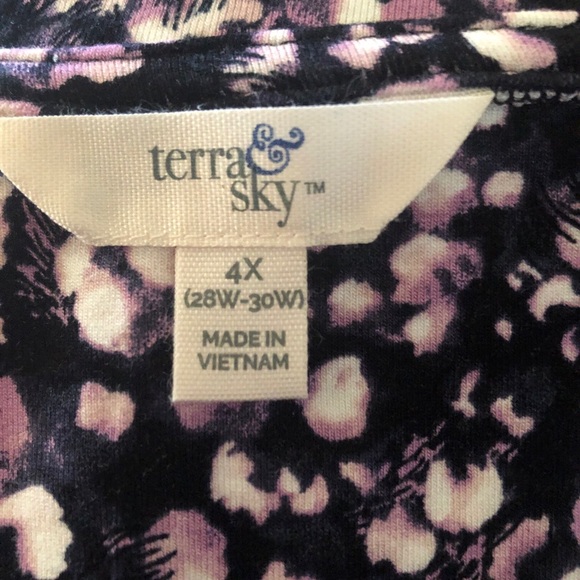 terra &
sky™
4X
(28W-30W)
MADE IN
VIETNAM